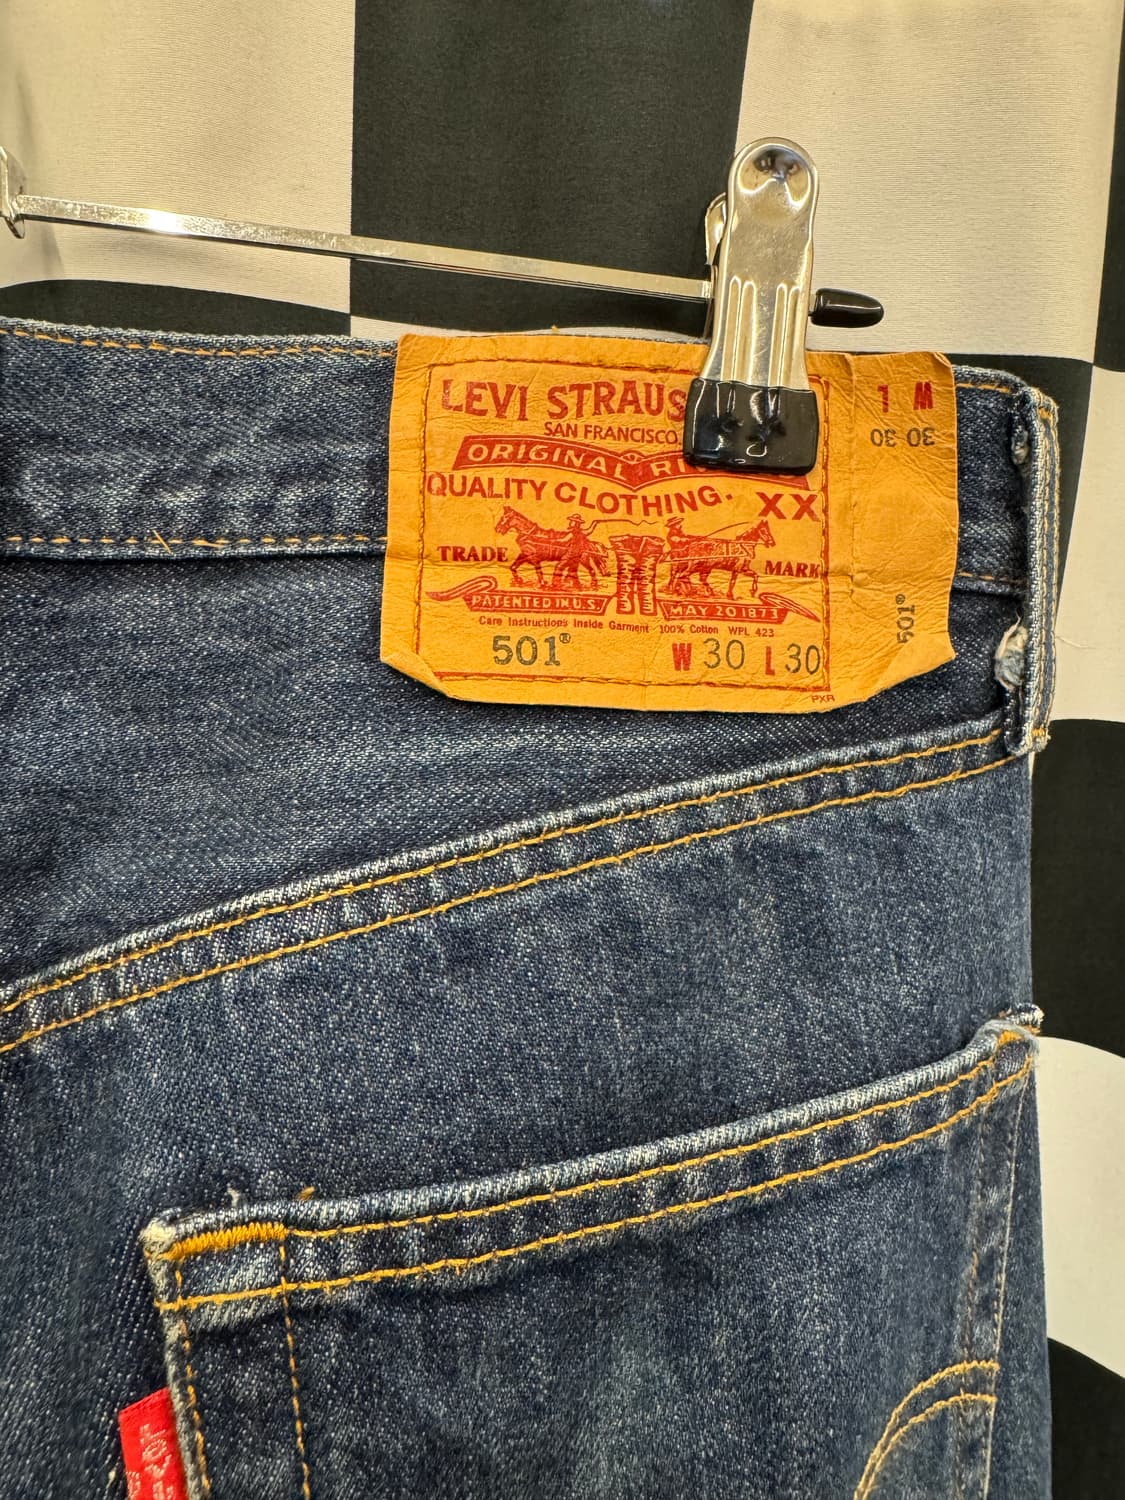 LEVI STRAUS
SAN FRANCISCO
ORIGINAL RI
QUALITY CLOTHING. XX
TRADE MARK
PATENTED IN U.S. MAY 20 1873
Care Instructions Inside Garment 100% Cotton WPL 423
501® W 30 L 30
PXR
W L
30 30
501®